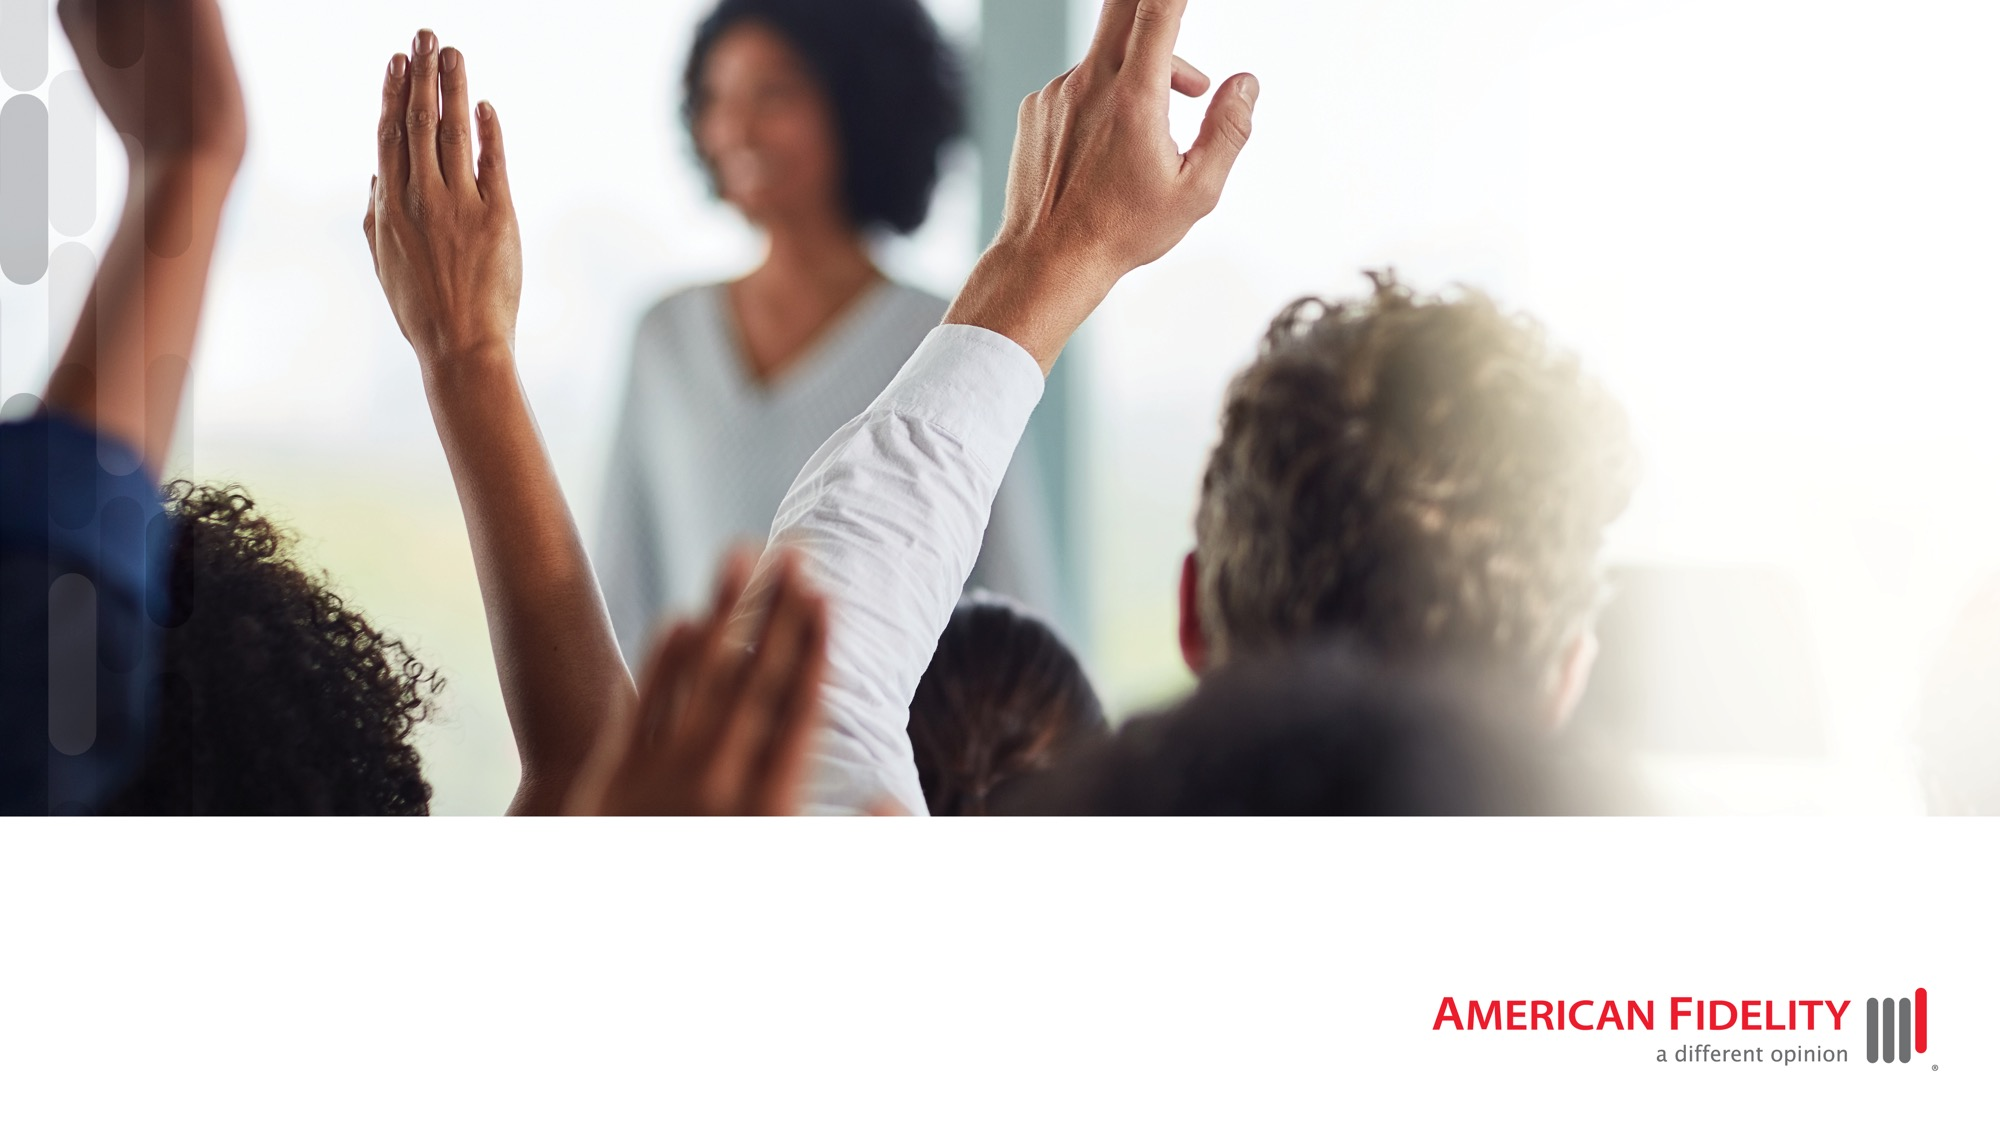 AMERICAN FIDELITY
a different opinion
®